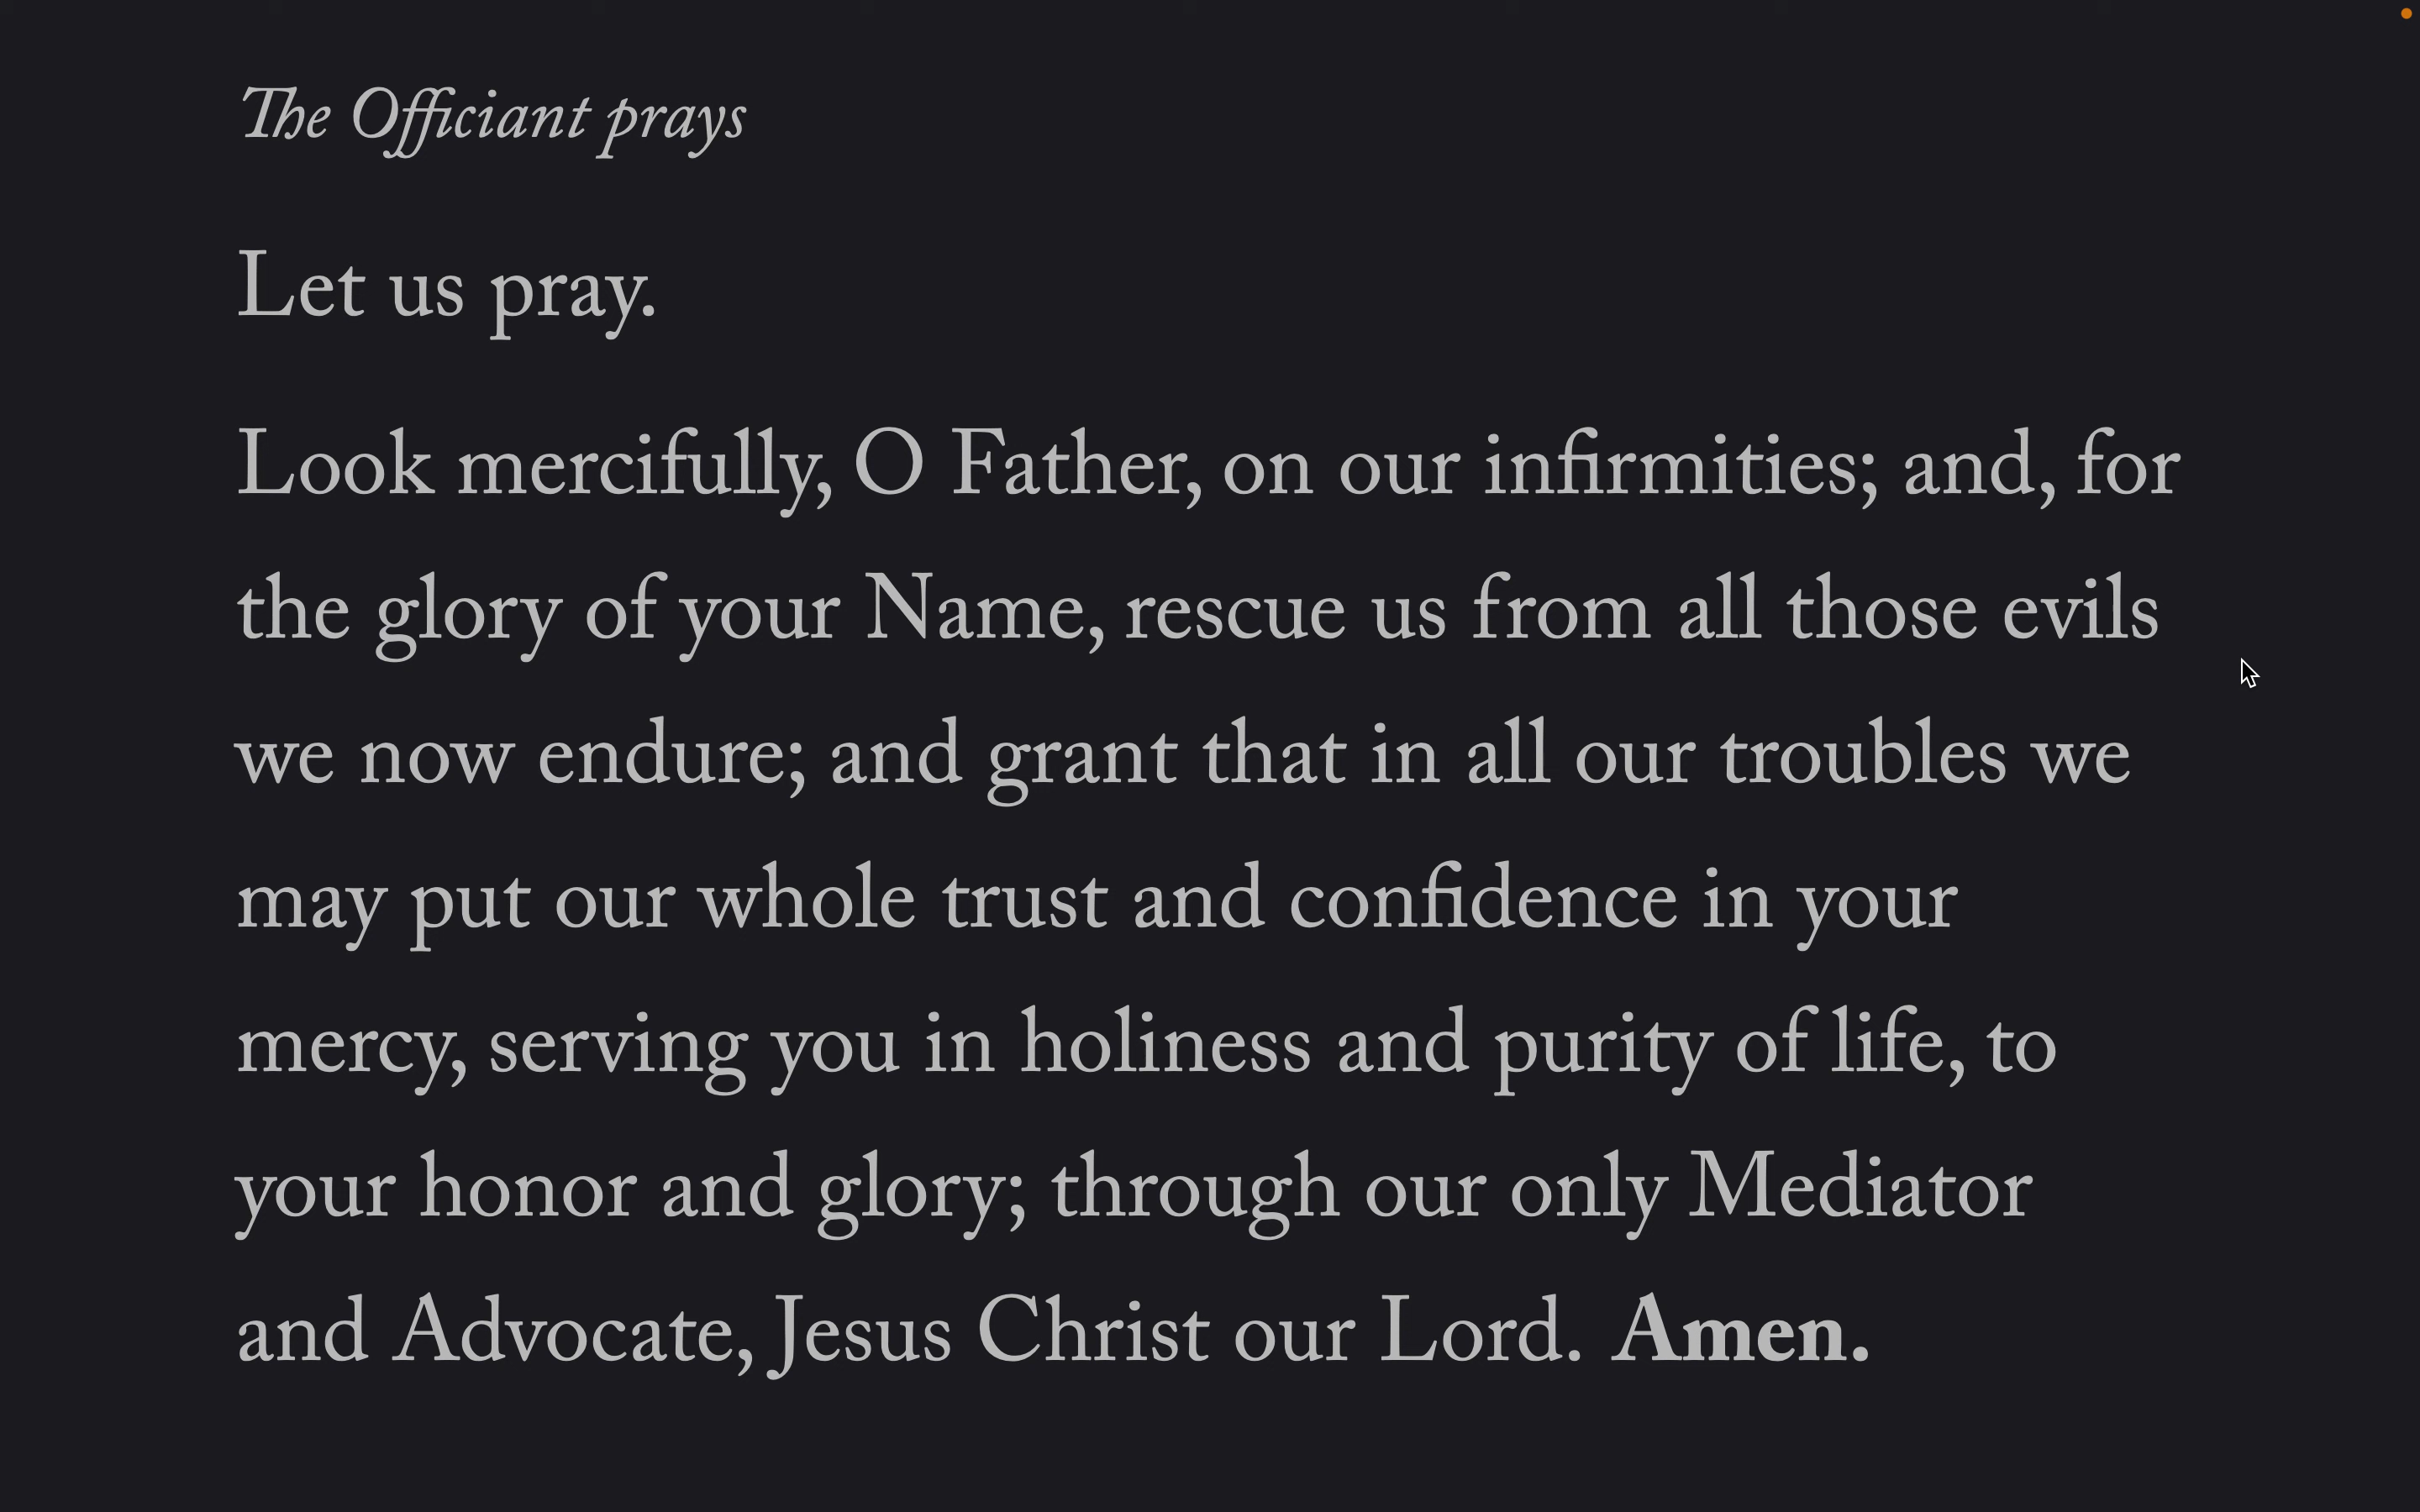 The Officiant prays
Let us pray.
Look mercifully, O Father, on our infirmities; and, for
the glory of your Name, rescue us from all those evils
we now endure; and grant that in all our troubles we
may put our whole trust and confidence in your
mercy, serving you in holiness and purity of life, to
your honor and glory; through our only Mediator
and Advocate, Jesus Christ our Lord. Amen.